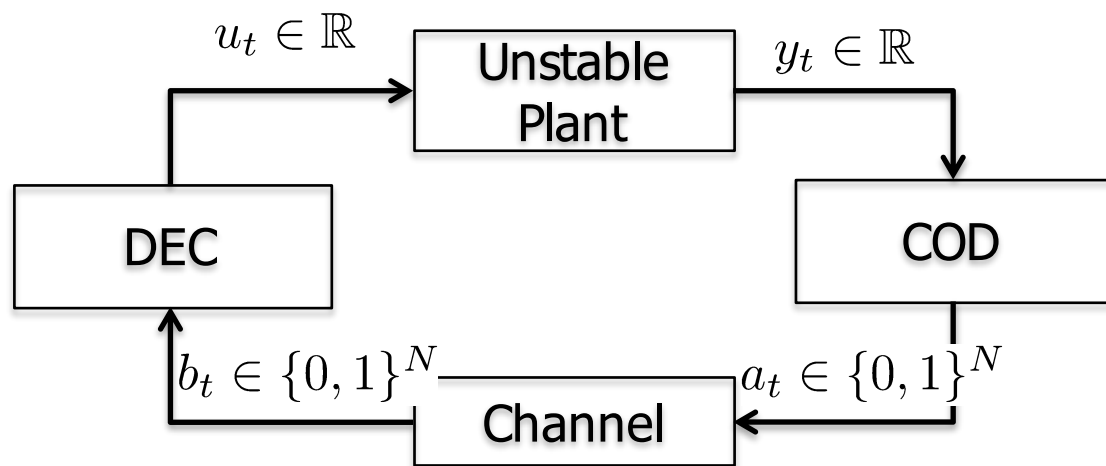 u_t ∈ ℝ
Unstable
Plant
y_t ∈ ℝ
DEC
COD
b_t ∈ {0, 1}^N
Channel
a_t ∈ {0, 1}^N